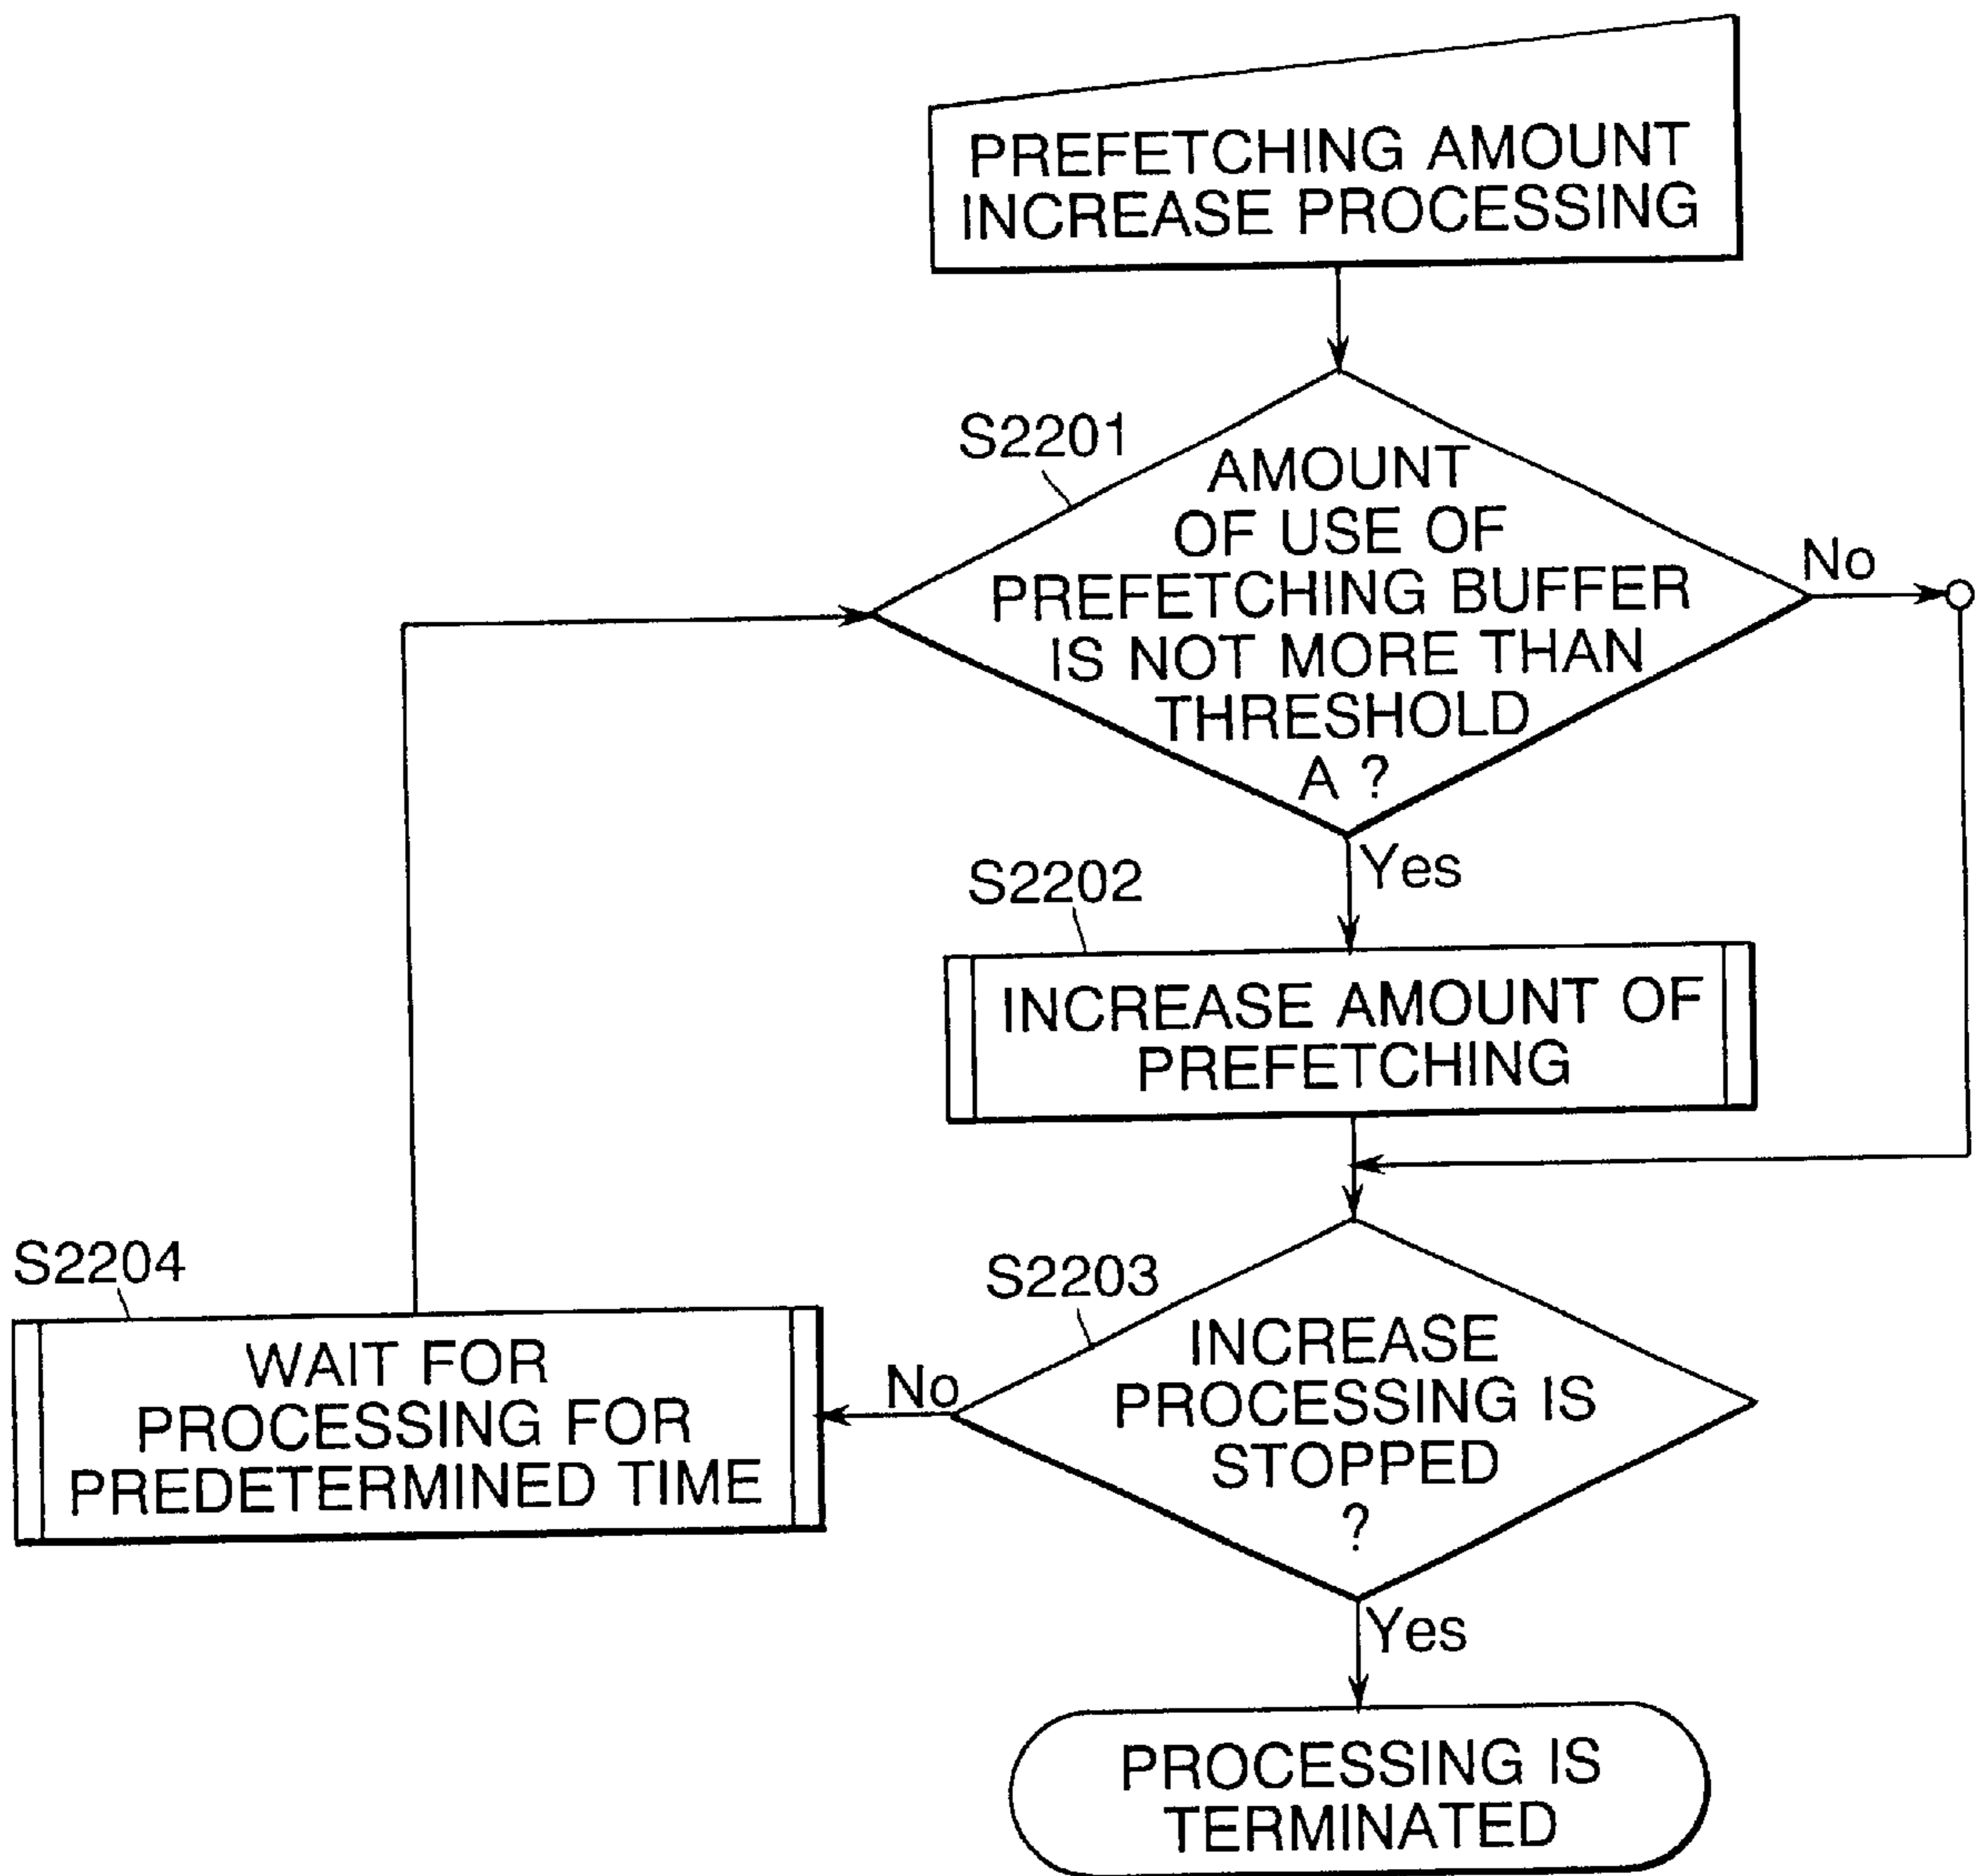 PREFETCHING AMOUNT
INCREASE PROCESSING
S2201
AMOUNT
OF USE OF
PREFETCHING BUFFER
IS NOT MORE THAN
THRESHOLD
A ?
No
Yes
S2202
INCREASE AMOUNT OF
PREFETCHING
S2203
INCREASE
PROCESSING IS
STOPPED
?
No
S2204
WAIT FOR
PROCESSING FOR
PREDETERMINED TIME
Yes
PROCESSING IS
TERMINATED